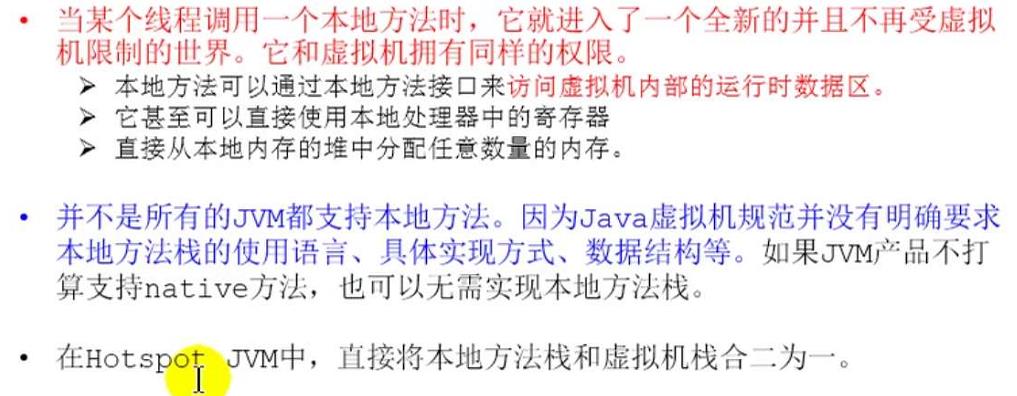 • 当某个线程调用一个本地方法时，它就进入了一个全新的并且不再受虚拟
机限制的世界。它和虚拟机拥有同样的权限。
➢ 本地方法可以通过本地方法接口来访问虚拟机内部的运行时数据区。
➢ 它甚至可以直接使用本地处理器中的寄存器
➢ 直接从本地内存的堆中分配任意数量的内存。
• 并不是所有的JVM都支持本地方法。因为Java虚拟机规范并没有明确要求
本地方法栈的使用语言、具体实现方式、数据结构等。如果JVM产品不打
算支持native方法，也可以无需实现本地方法栈。
• 在Hotspot JVM中，直接将本地方法栈和虚拟机栈合二为一。